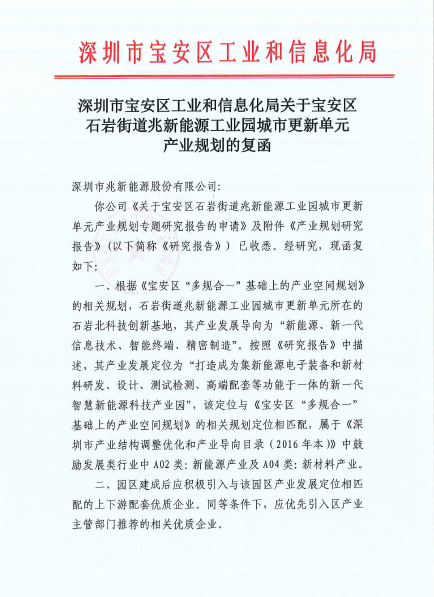 深圳市宝安区工业和信息化局
深圳市宝安区工业和信息化局关于宝安区
石岩街道兆新能源工业园城市更新单元
产业规划的复函
深圳市兆新能源股份有限公司:
你公司《关于宝安区石岩街道兆新能源工业园城市更新
单元产业规划专题研究报告的申请》及附件《产业规划研究
报告》(以下简称《研究报告》)已收悉。经研究,现函复
如下:
一、根据《宝安区“多规合一”基础上的产业空间规划》
的相关规划,石岩街道兆新能源工业园城市更新单元所在的
石岩北科技创新基地,其产业发展导向为“新能源、新一代
信息技术、智能终端、精密制造”。按照《研究报告》中描
述,其产业发展定位为“打造成为集新能源电子装备和新材
料研发、设计、测试检测、高端配套等功能于一体的新一代
智慧新能源科技产业园”,该定位与《宝安区“多规合一”
基础上的产业空间规划》的相关规划定位相匹配,属于《深
圳市产业结构调整优化和产业导向目录(2016年本)》中鼓
励发展类行业中A02类:新能源产业及A04类:新材料产业。
二、园区建成后应积极引入与该园区产业发展定位相匹
配的上下游配套优质企业。同等条件下,应优先引入区产业
主管部门推荐的相关优质企业。